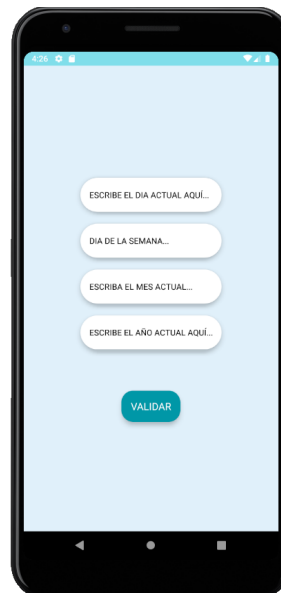 4:26
ESCRIBE EL DIA ACTUAL AQUÍ...
DIA DE LA SEMANA...
ESCRIBA EL MES ACTUAL...
ESCRIBE EL AÑO ACTUAL AQUÍ...
VALIDAR